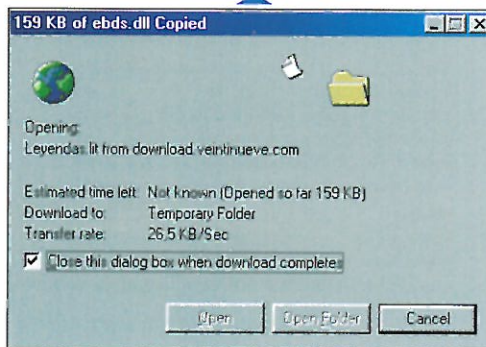 159 KB of ebds.dll Copied
Opening:
Leyendas.lit from download.veintinueve.com
Estimated time left: Not known (Opened so far 159 KB)
Download to: Temporary Folder
Transfer rate: 26,5 KB/Sec
Close this dialog box when download completes
Open Open Folder Cancel